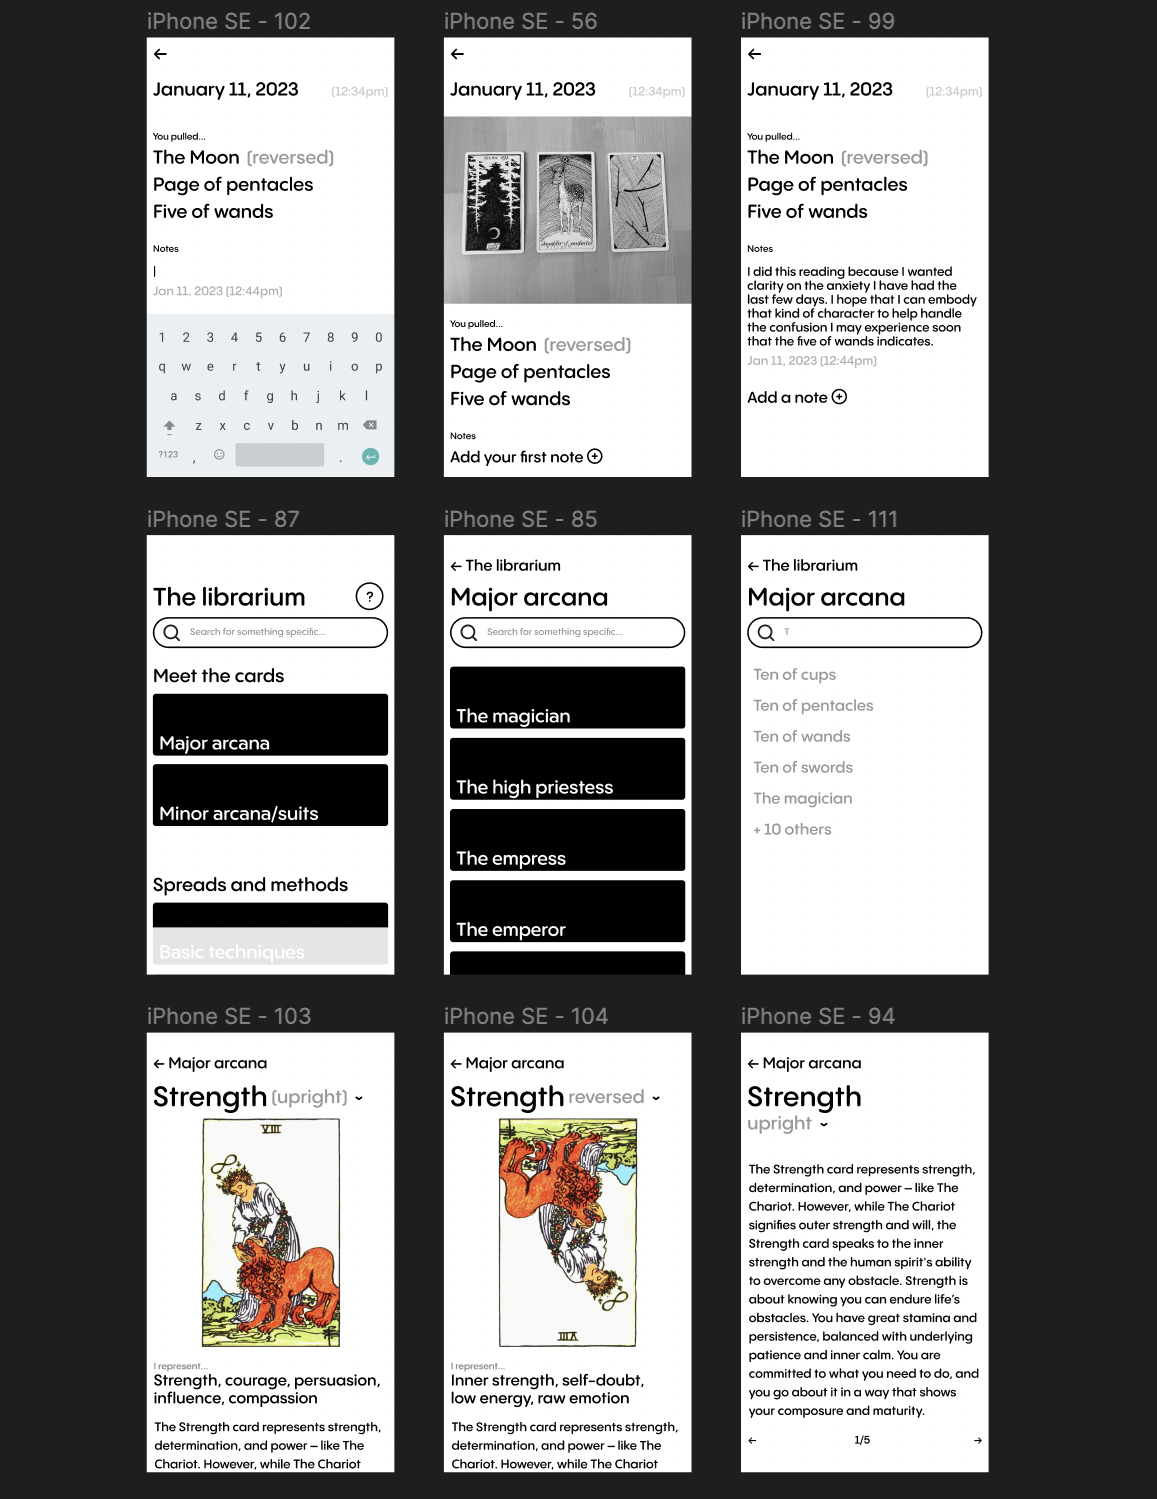 iPhone SE - 102
←
January 11, 2023 (12:34pm)
You pulled...
The Moon (reversed)
Page of pentacles
Five of wands
Notes
Jan 11, 2023 (12:44pm)
1 2 3 4 5 6 7 8 9 0
q w e r t y u i o p
a s d f g h j k l
z x c v b n m
?123 , .
iPhone SE - 56
←
January 11, 2023 (12:34pm)
You pulled...
The Moon (reversed)
Page of pentacles
Five of wands
Notes
Add your first note
iPhone SE - 99
←
January 11, 2023 (12:34pm)
You pulled...
The Moon (reversed)
Page of pentacles
Five of wands
Notes
I did this reading because I wanted
clarity on the anxiety I have had the
last few days. I hope that I can embody
that kind of character to help handle
the confusion I may experience soon
that the five of wands indicates.
Jan 11, 2023 (12:44pm)
Add a note
iPhone SE - 87
The librarium ?
Search for something specific...
Meet the cards
Major arcana
Minor arcana/suits
Spreads and methods
Basic techniques
iPhone SE - 85
← The librarium
Major arcana
Search for something specific...
The magician
The high priestess
The empress
The emperor
iPhone SE - 111
← The librarium
Major arcana
T
Ten of cups
Ten of pentacles
Ten of wands
Ten of swords
The magician
+ 10 others
iPhone SE - 103
← Major arcana
Strength (upright)
VIII
I represent...
Strength, courage, persuasion,
influence, compassion
The Strength card represents strength,
determination, and power – like The
Chariot. However, while The Chariot
iPhone SE - 104
← Major arcana
Strength reversed
VIII
I represent...
Inner strength, self-doubt,
low energy, raw emotion
The Strength card represents strength,
determination, and power – like The
Chariot. However, while The Chariot
iPhone SE - 94
← Major arcana
Strength
upright
The Strength card represents strength,
determination, and power – like The
Chariot. However, while The Chariot
signifies outer strength and will, the
Strength card speaks to the inner
strength and the human spirit's ability
to overcome any obstacle. Strength is
about knowing you can endure life's
obstacles. You have great stamina and
persistence, balanced with underlying
patience and inner calm. You are
committed to what you need to do, and
you go about it in a way that shows
your composure and maturity.
← 1/5 →